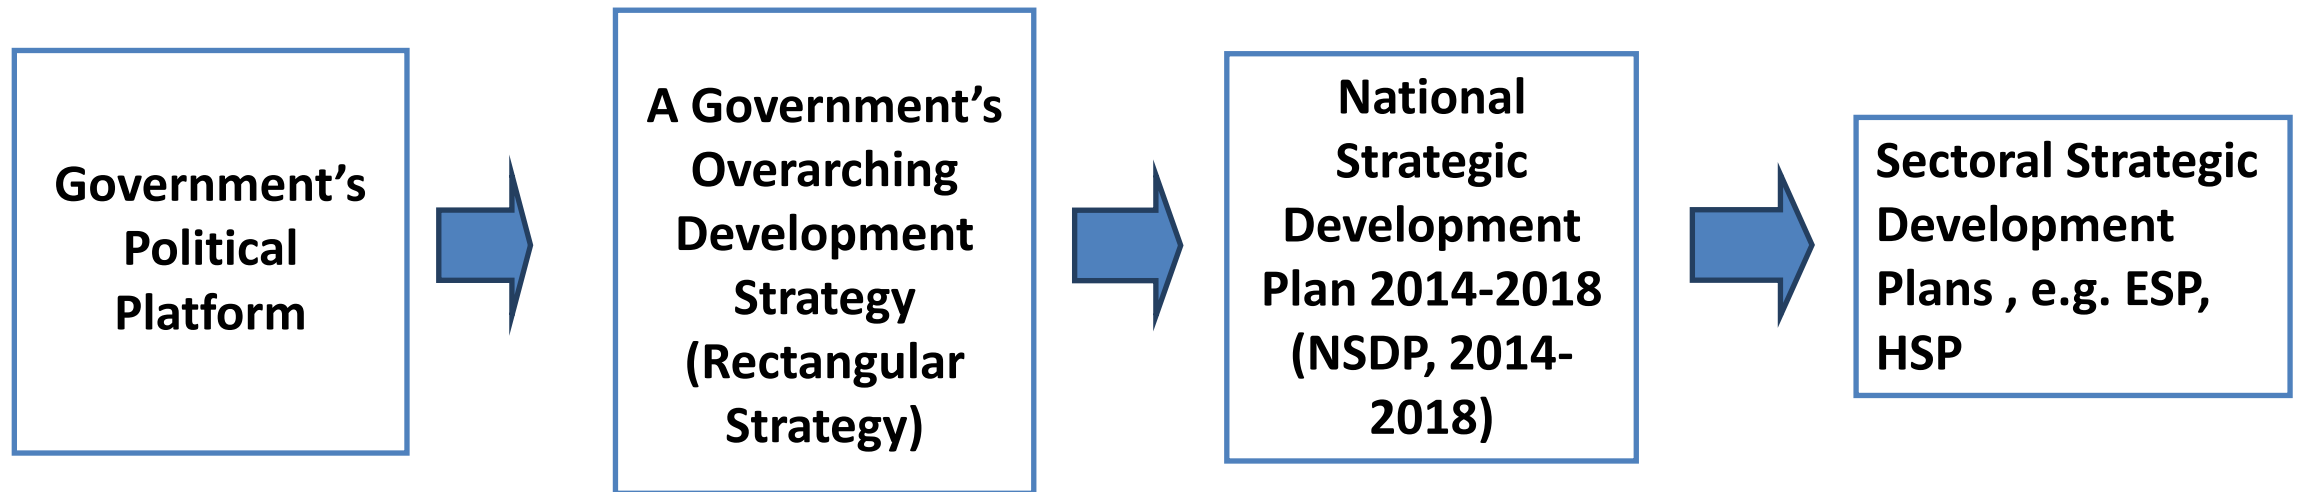 Government’s
Political
Platform
A Government’s
Overarching
Development
Strategy
(Rectangular
Strategy)
National
Strategic
Development
Plan 2014-2018
(NSDP, 2014-
2018)
Sectoral Strategic
Development
Plans , e.g. ESP,
HSP